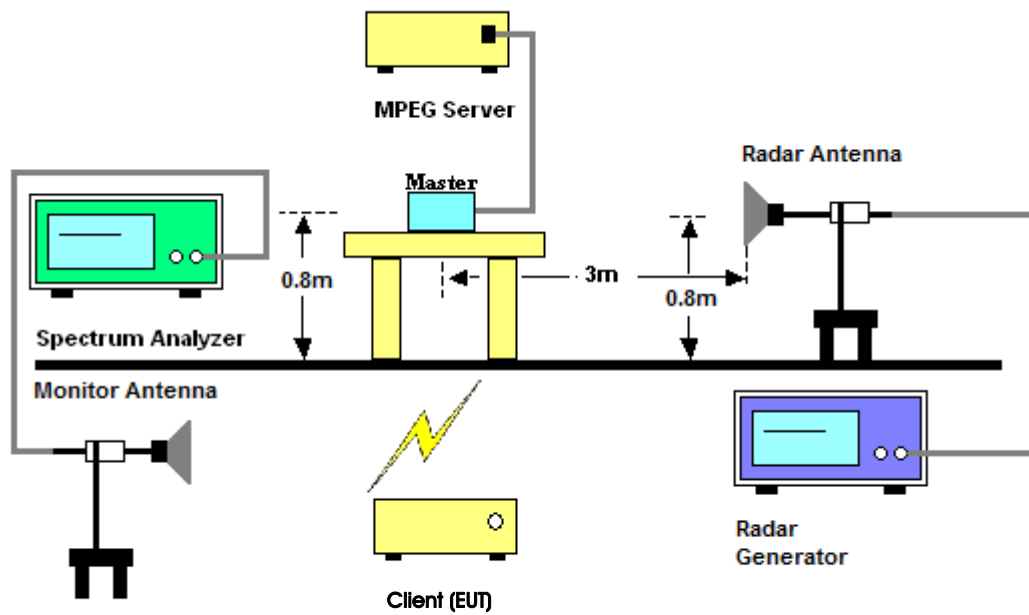 MPEG Server
Radar Antenna
Master
0.8m
3m
0.8m
Spectrum Analyzer
Monitor Antenna
Radar
Generator
Client (EUT)